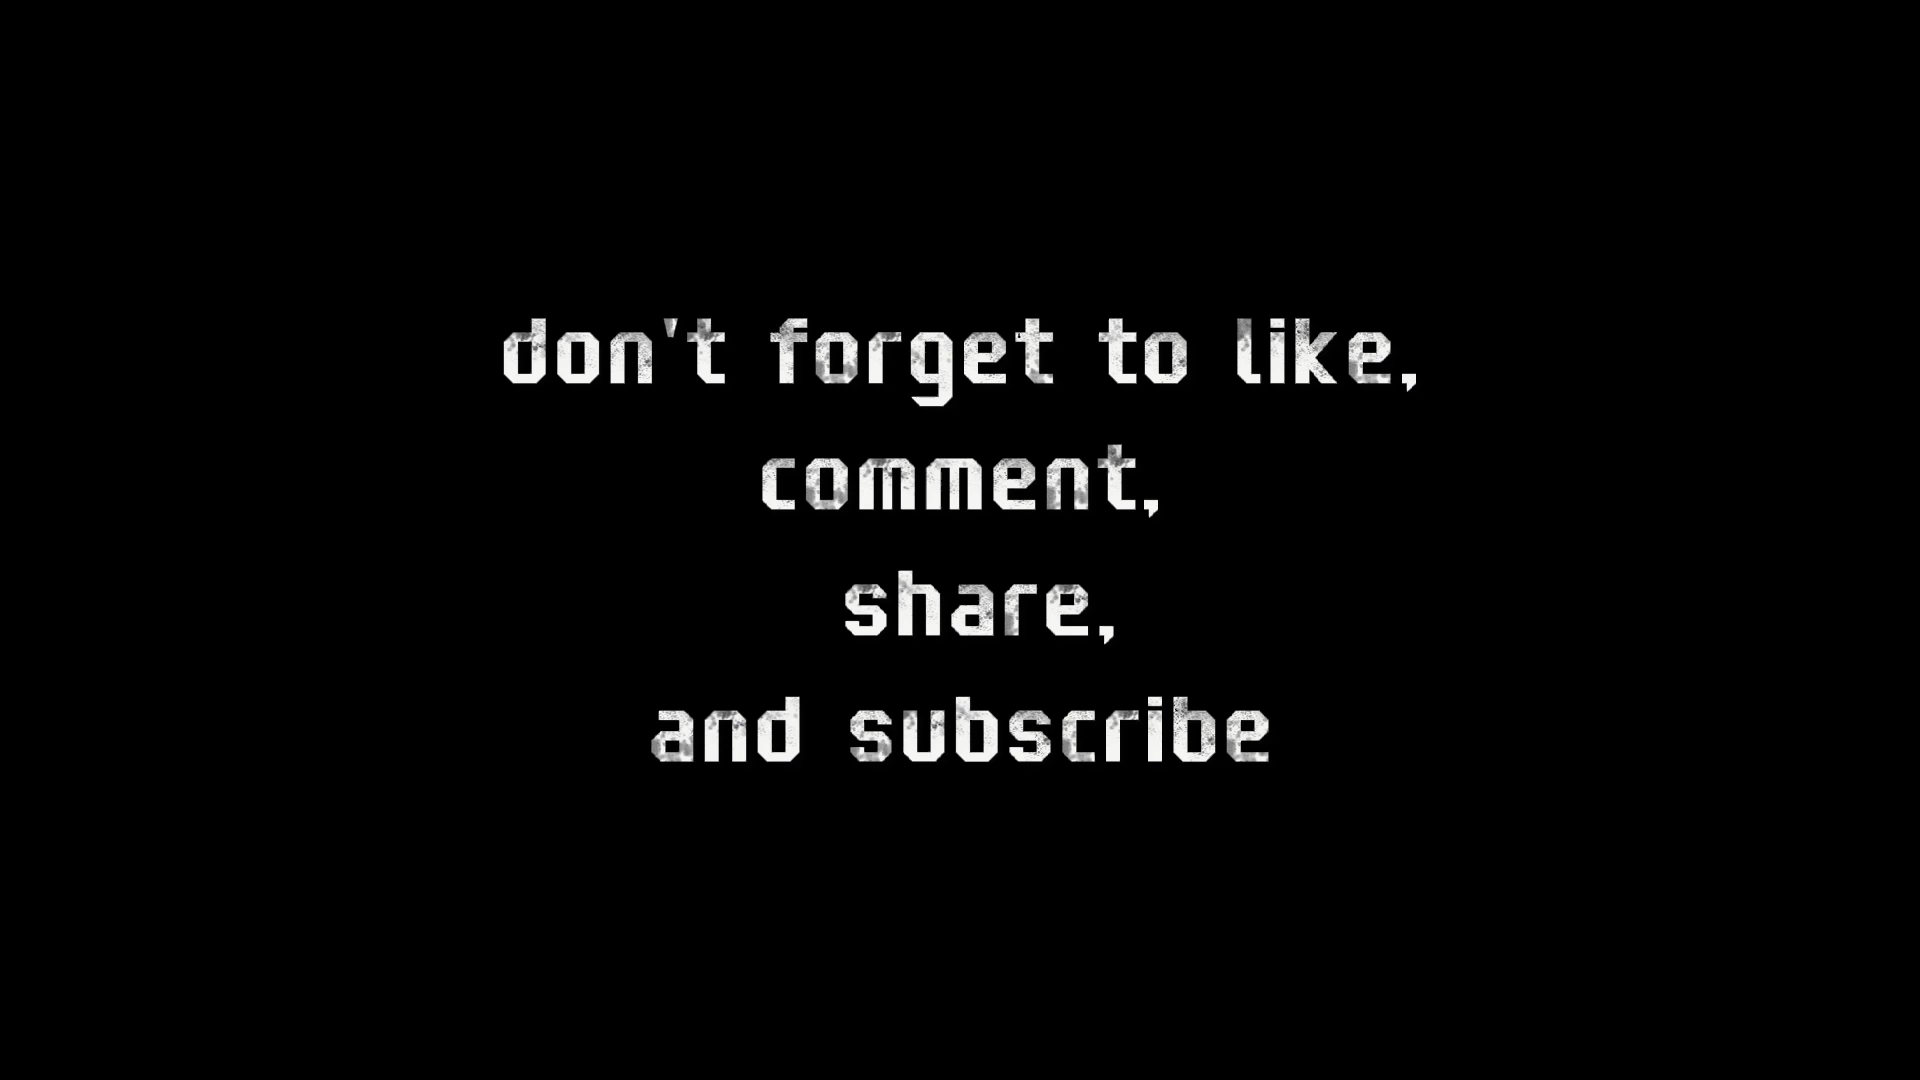 don't forget to like,
comment,
share,
and subscribe